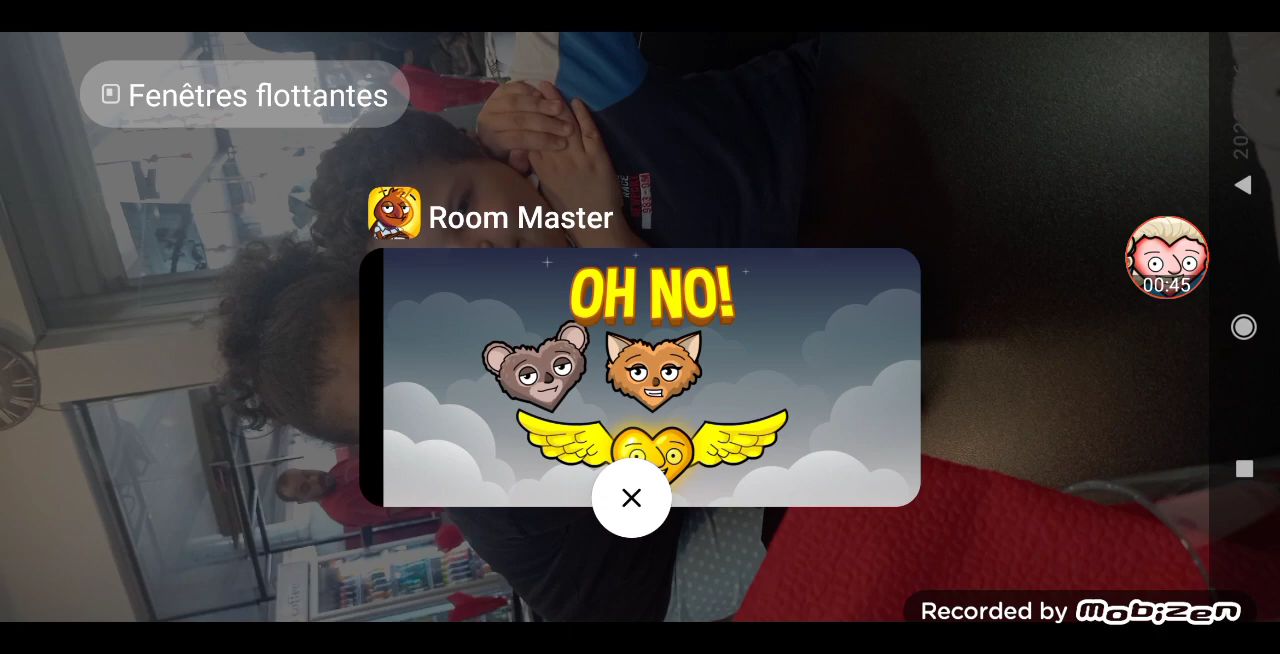 Fenêtres flottantes
Room Master
OH NO!
00:45
Recorded by Mobizen